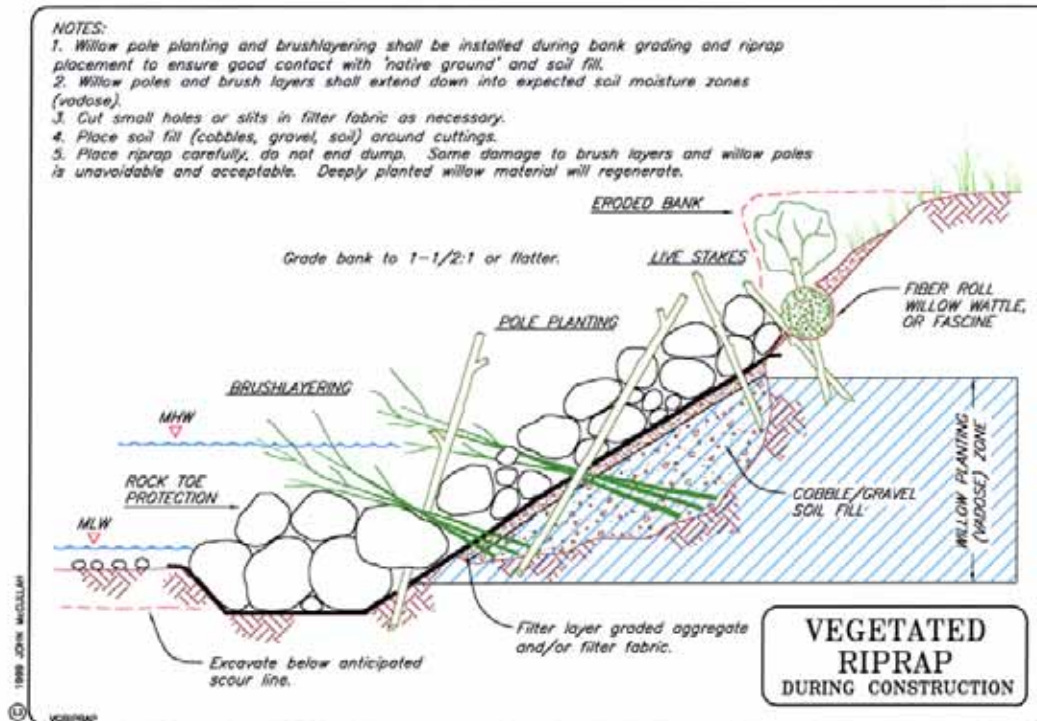 NOTES:
1. Willow pole planting and brushlayering shall be installed during bank grading and riprap
placement to ensure good contact with 'native ground' and soil fill.
2. Willow poles and brush layers shall extend down into expected soil moisture zones
(vadose).
3. Cut small holes or slits in filter fabric as necessary.
4. Place soil fill (cobbles, gravel, soil) around cuttings.
5. Place riprap carefully, do not end dump. Some damage to brush layers and willow poles
is unavoidable and acceptable. Deeply planted willow material will regenerate.
ERODED BANK
Grade bank to 1-1/2:1 or flatter.
LIVE STAKES
FIBER ROLL
WILLOW WATTLE,
OR FASCINE
POLE PLANTING
BRUSHLAYERING
MHW
ROCK TOE
PROTECTION
MLW
COBBLE/GRAVEL
SOIL FILL
WILLOW PLANTING
(VADOSE) ZONE
Filter layer graded aggregate
and/or filter fabric.
Excavate below anticipated
scour line.
VEGETATED
RIPRAP
DURING CONSTRUCTION
1999 JOHN McCULLAH